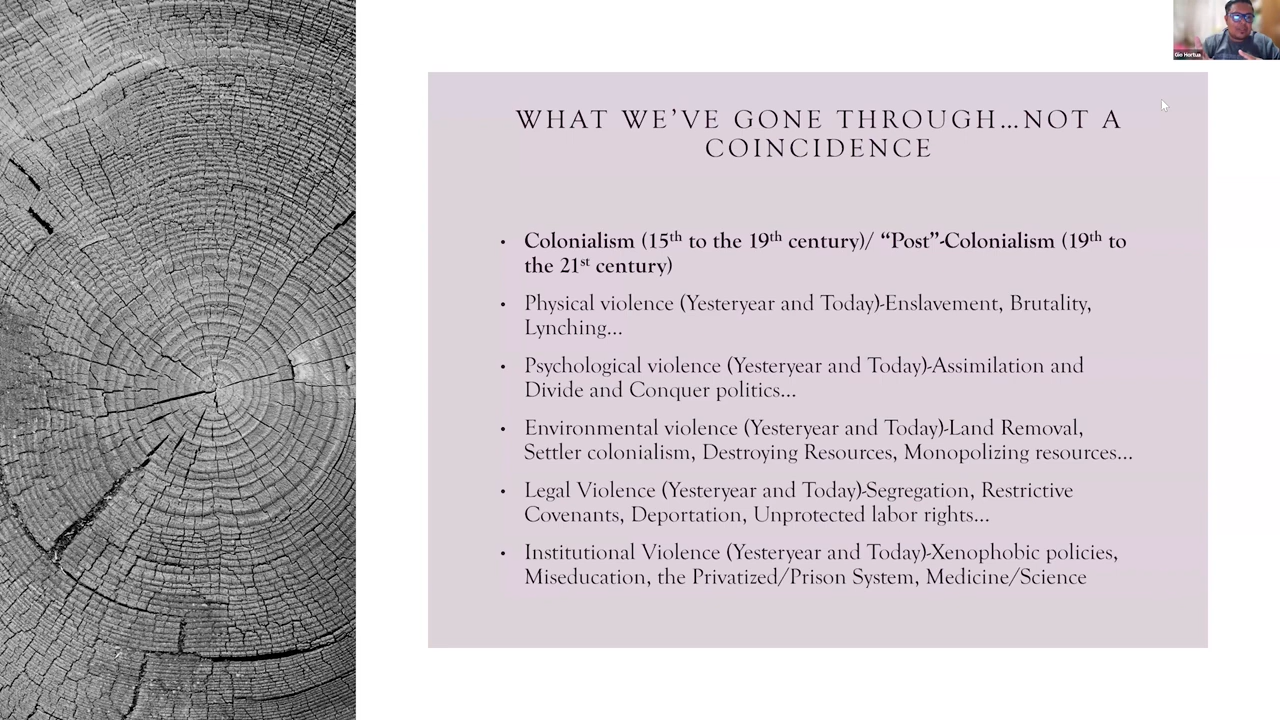 Gio Hortua
WHAT WE’VE GONE THROUGH…NOT A
COINCIDENCE
• Colonialism (15th to the 19th century)/ “Post”-Colonialism (19th to
the 21st century)
• Physical violence (Yesteryear and Today)-Enslavement, Brutality,
Lynching…
• Psychological violence (Yesteryear and Today)-Assimilation and
Divide and Conquer politics…
• Environmental violence (Yesteryear and Today)-Land Removal,
Settler colonialism, Destroying Resources, Monopolizing resources…
• Legal Violence (Yesteryear and Today)-Segregation, Restrictive
Covenants, Deportation, Unprotected labor rights…
• Institutional Violence (Yesteryear and Today)-Xenophobic policies,
Miseducation, the Privatized/Prison System, Medicine/Science